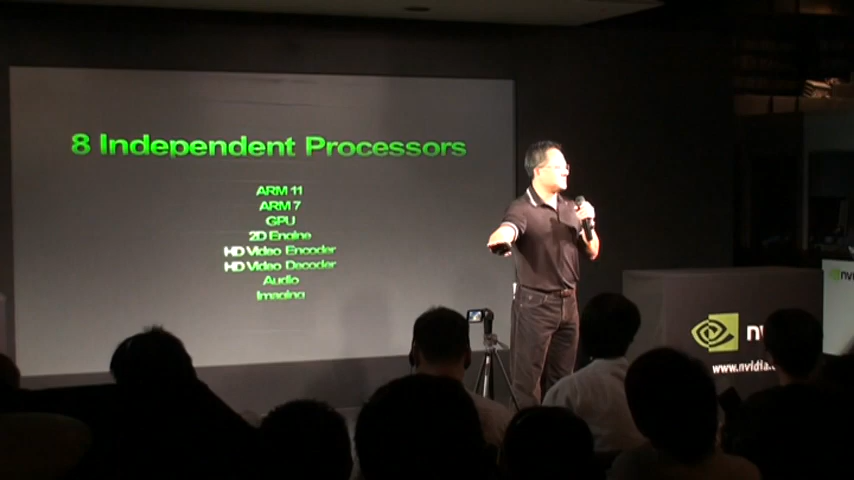 8 Independent Processors
ARM 11
ARM 7
GPU
2D Engine
HD Video Encoder
HD Video Decoder
Audio
Imaging
www.nvidia.